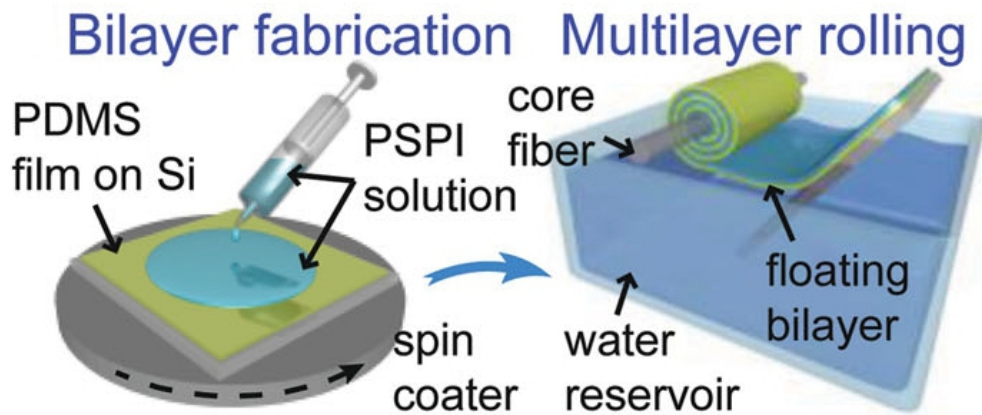 Bilayer fabrication
Multilayer rolling
PDMS
film on Si
PSPI
solution
core
fiber
spin
coater
water
reservoir
floating
bilayer